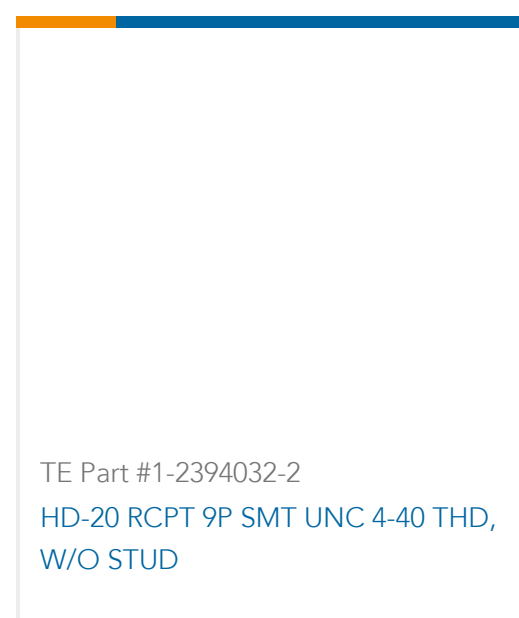 TE Part #1-2394032-2
HD-20 RCPT 9P SMT UNC 4-40 THD,
W/O STUD